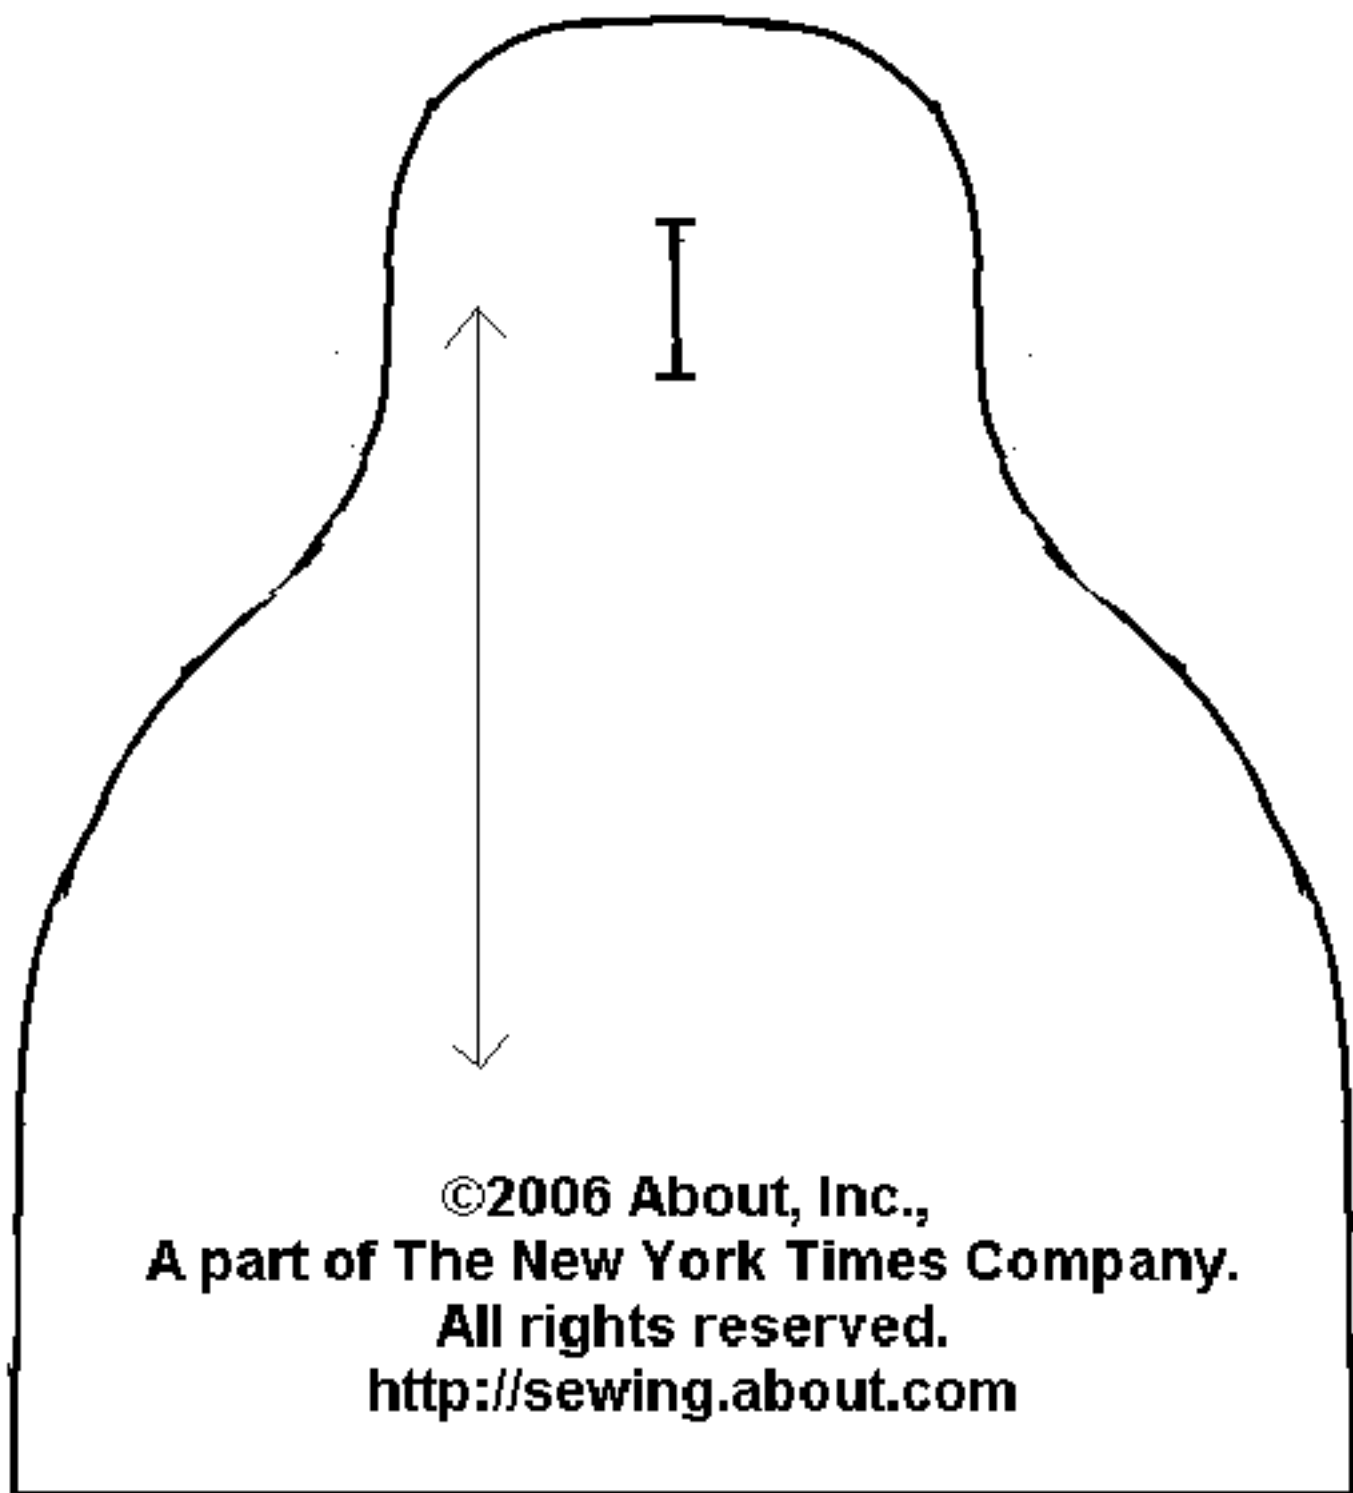 ©2006 About, Inc.,
A part of The New York Times Company.
All rights reserved.
http://sewing.about.com